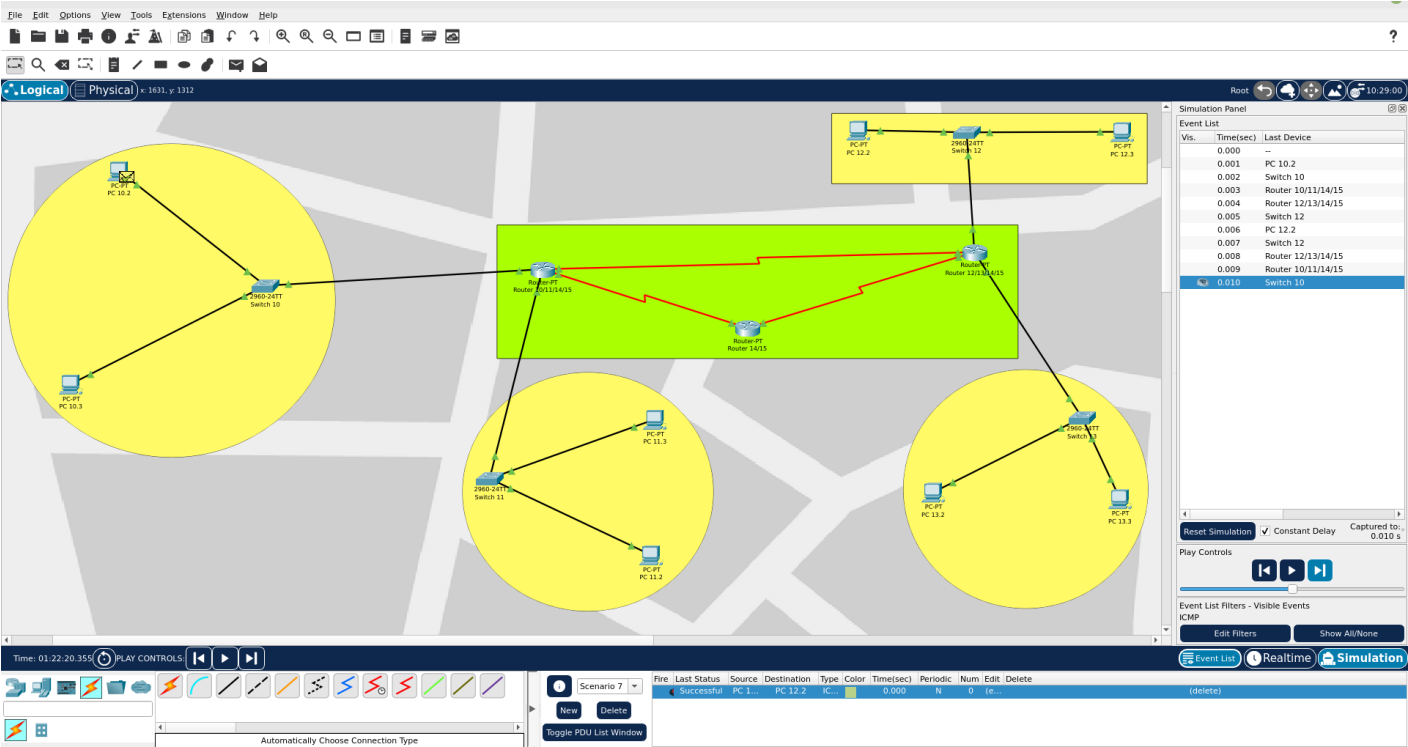 File Edit Options View Tools Extensions Window Help
?
Logical Physical x: 1631, y: 1312 Root 10:29:00
PC-PT
PC 10.2
2960-24TT
Switch 10
PC-PT
PC 10.3
PC-PT
PC 12.2
2960-24TT
Switch 12
PC-PT
PC 12.3
Router-PT
Router 10/11/14/15
Router-PT
Router 12/13/14/15
Router-PT
Router 14/15
PC-PT
PC 11.3
2960-24TT
Switch 11
PC-PT
PC 11.2
2960-24TT
Switch 13
PC-PT
PC 13.2
PC-PT
PC 13.3
Simulation Panel
Event List
Vis. Time(sec) Last Device
0.000 --
0.001 PC 10.2
0.002 Switch 10
0.003 Router 10/11/14/15
0.004 Router 12/13/14/15
0.005 Switch 12
0.006 PC 12.2
0.007 Switch 12
0.008 Router 12/13/14/15
0.009 Router 10/11/14/15
0.010 Switch 10
Reset Simulation Constant Delay Captured to:
0.010 s
Play Controls
Event List Filters - Visible Events
ICMP
Edit Filters Show All/None
Time: 01:22:20.355 PLAY CONTROLS: Event List Realtime Simulation
Automatically Choose Connection Type
Scenario 7
New Delete
Toggle PDU List Window
Fire Last Status Source Destination Type Color Time(sec) Periodic Num Edit Delete
Successful PC 1... PC 12.2 IC... 0.000 N 0 (e... (delete)